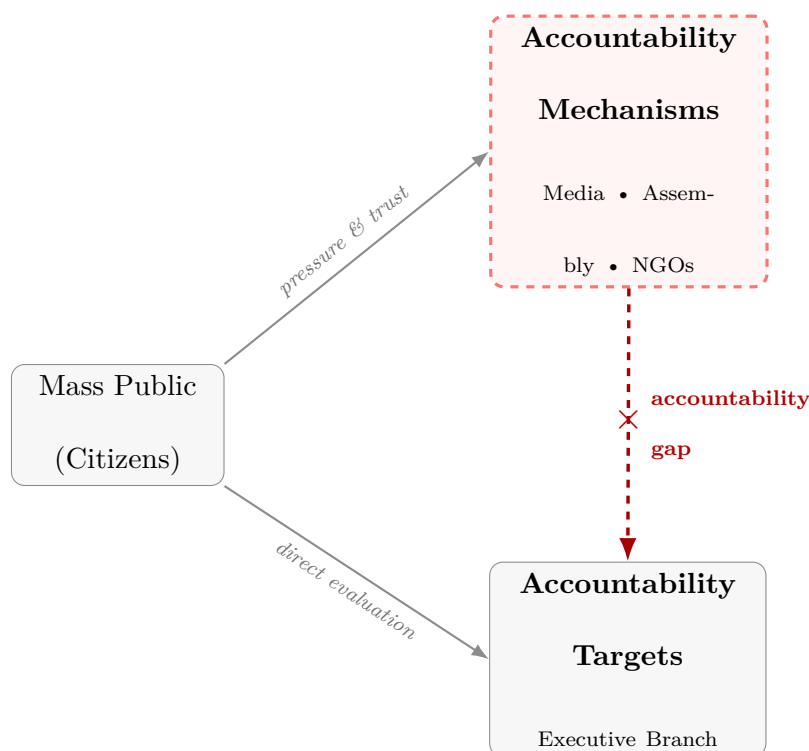 Accountability
Mechanisms
Media • Assem-
bly • NGOs
pressure & trust
Mass Public
(Citizens)
accountability
gap
direct evaluation
Accountability
Targets
Executive Branch